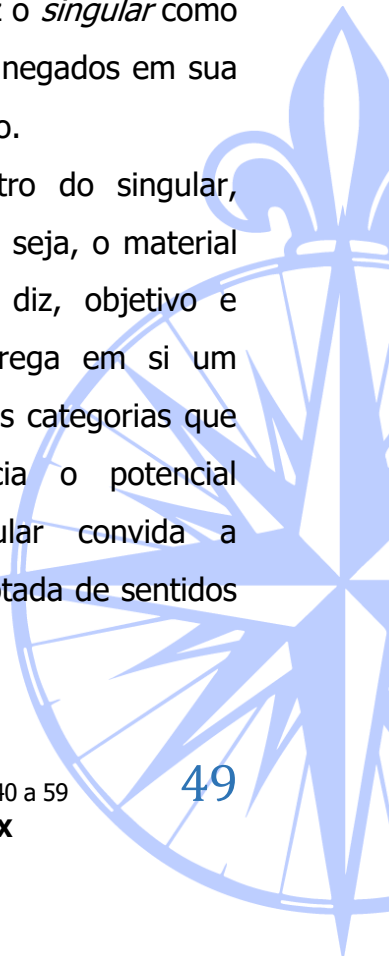 o singular como
negados em sua
o.
tro do singular,
seja, o material
diz, objetivo e
rega em si um
s categorias que
cia o potencial
ular convida a
otada de sentidos
49
40 a 59
x